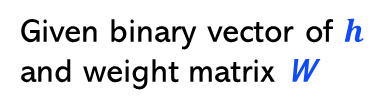 Given binary vector of h
and weight matrix W